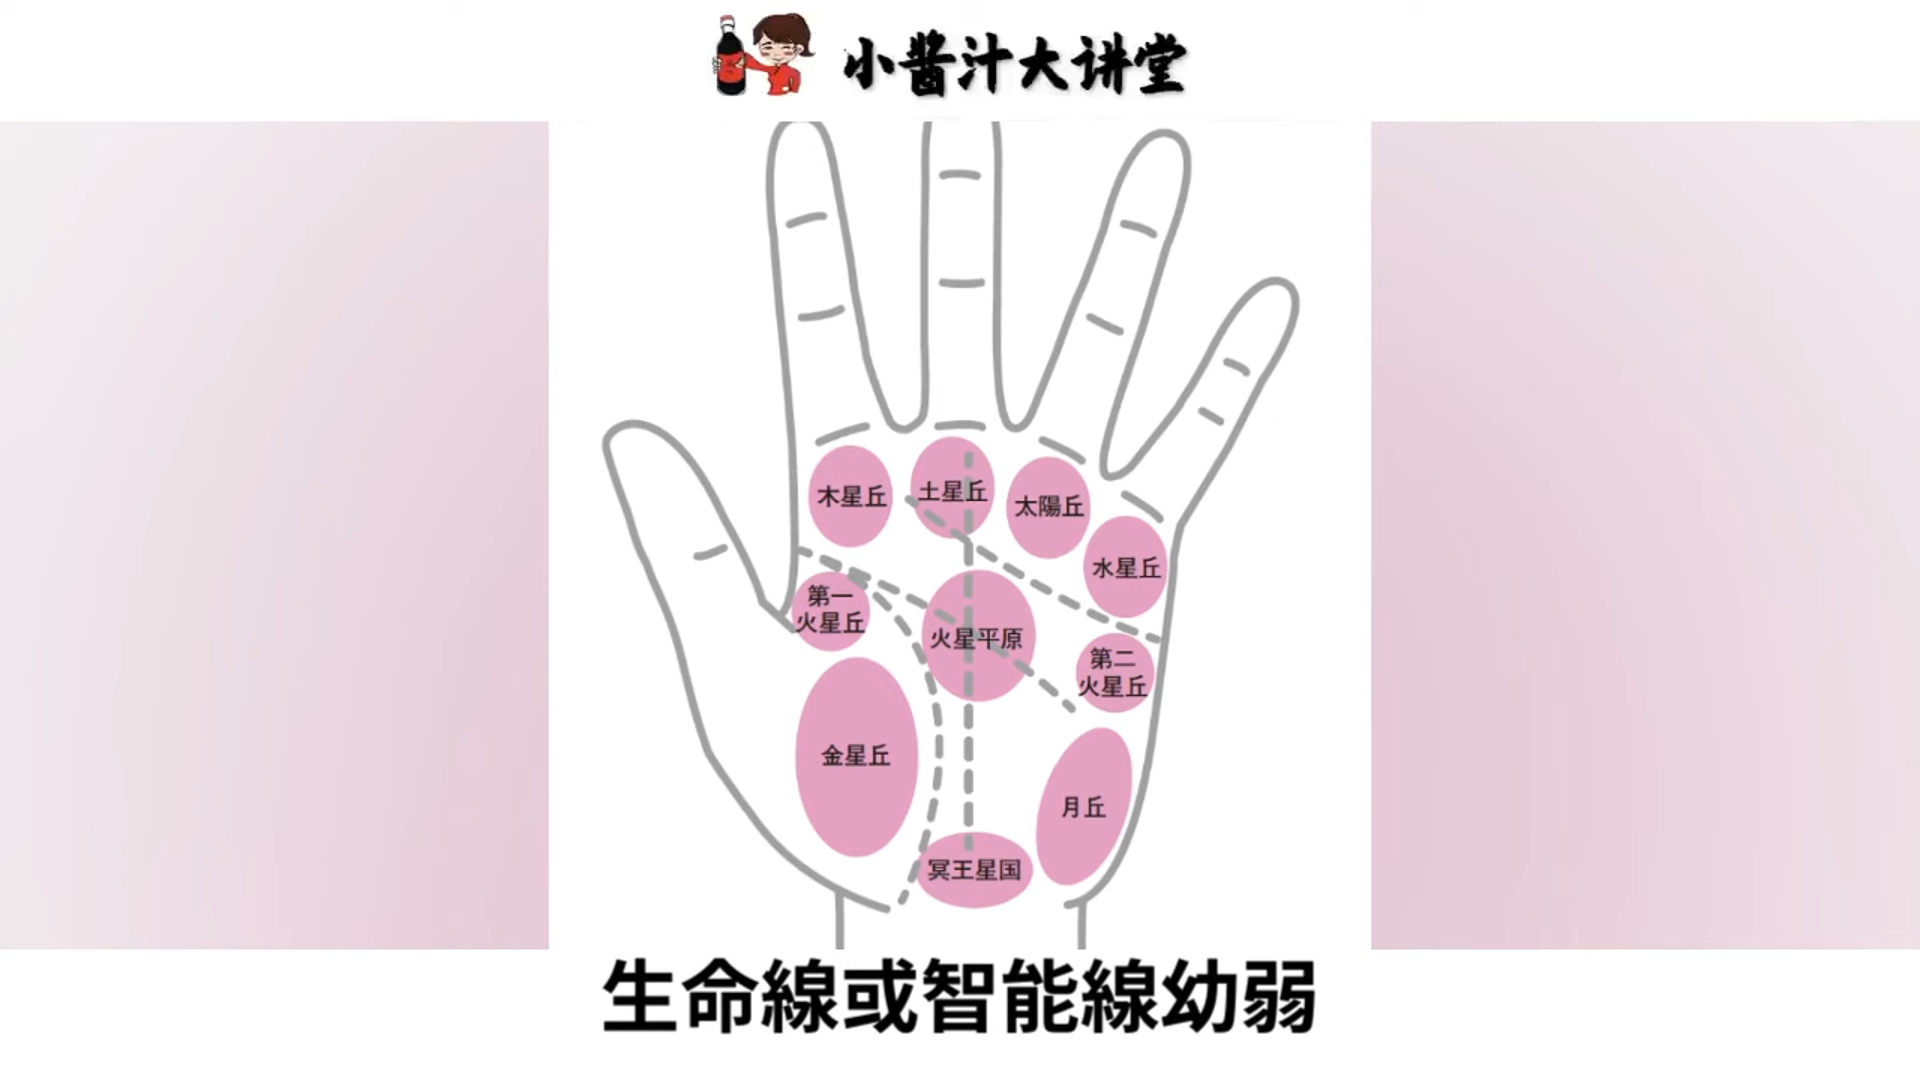 小酱汁大讲堂
木星丘
土星丘
太陽丘
水星丘
第一
火星丘
火星平原
第二
火星丘
金星丘
月丘
冥王星国
生命線或智能線幼弱